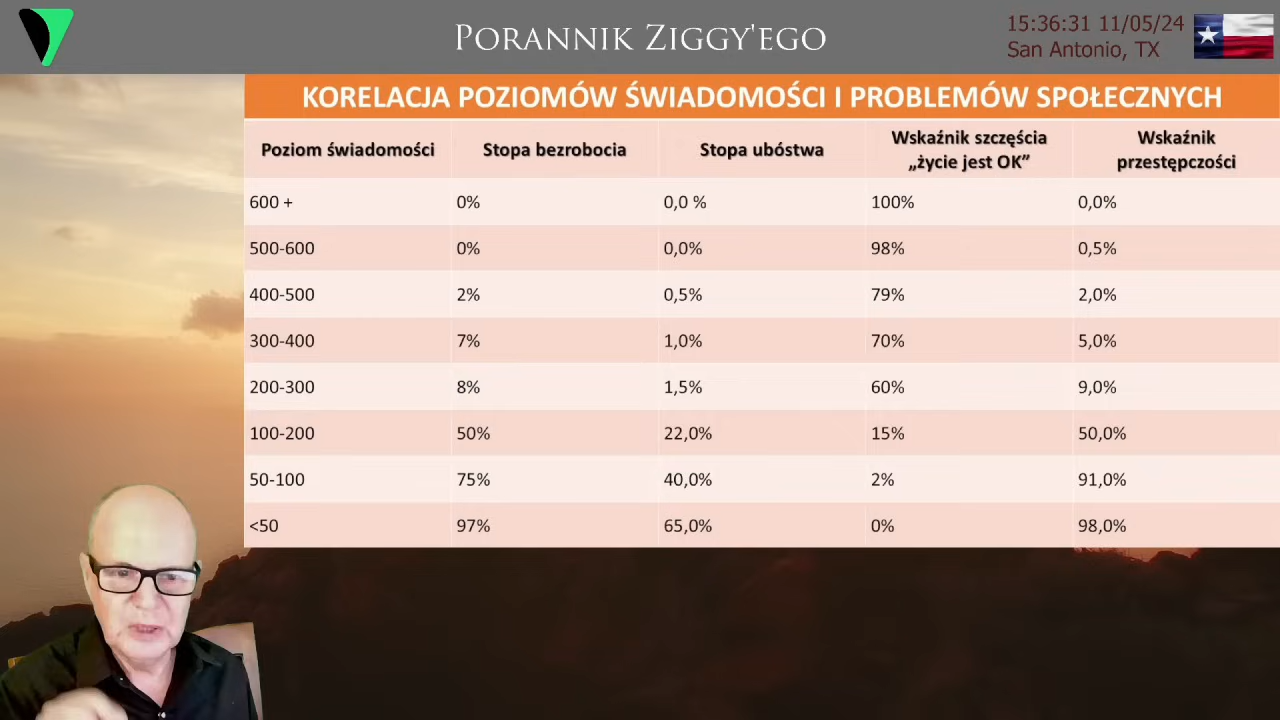 PORANNIK ZIGGY'EGO
15:36:31 11/05/24
San Antonio, TX
KORELACJA POZIOMÓW ŚWIADOMOŚCI I PROBLEMÓW SPOŁECZNYCH
Poziom świadomości Stopa bezrobocia Stopa ubóstwa Wskaźnik szczęścia „życie jest OK” Wskaźnik przestępczości
600 + 0% 0,0 % 100% 0,0%
500-600 0% 0,0% 98% 0,5%
400-500 2% 0,5% 79% 2,0%
300-400 7% 1,0% 70% 5,0%
200-300 8% 1,5% 60% 9,0%
100-200 50% 22,0% 15% 50,0%
50-100 75% 40,0% 2% 91,0%
<50 97% 65,0% 0% 98,0%